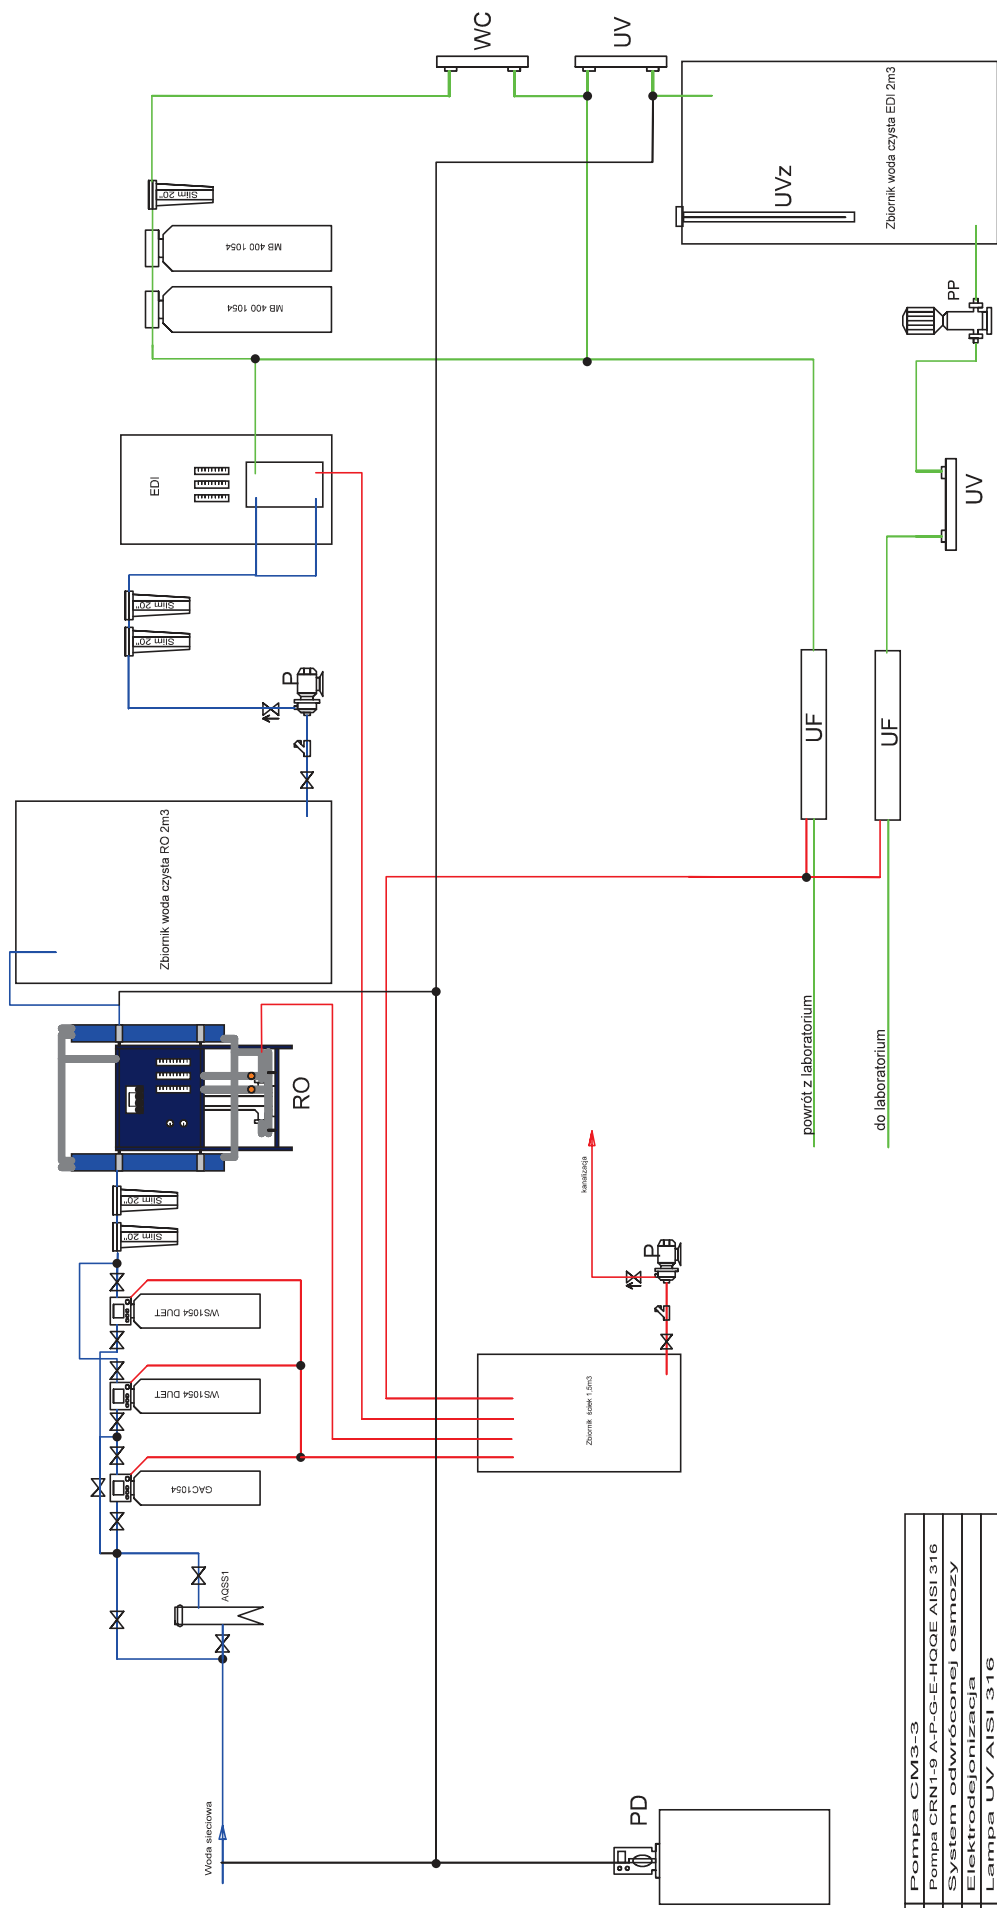 WC
UV
Slim 20"
MB 400 1054
MB 400 1054
UVz
Zbiornik woda czysta EDI 2m3
PP
EDI
UV
Slim 20"
Slim 20"
P
UF
UF
Zbiornik woda czysta RO 2m3
powrót z laboratorium
do laboratorium
RO
kanalizacja
Slim 20"
Slim 20"
P
WS1054 DUET
WS1054 DUET
GAC1054
Zbiornik ściek 1,5m3
AQSS1
Woda sieciowa
PD
Pompa CM3-3
Pompa CRN1-9 A-P-G-E-HQQE AISI 316
System odwróconej osmozy
Elektrodejonizacja
Lampa UV AISI 316